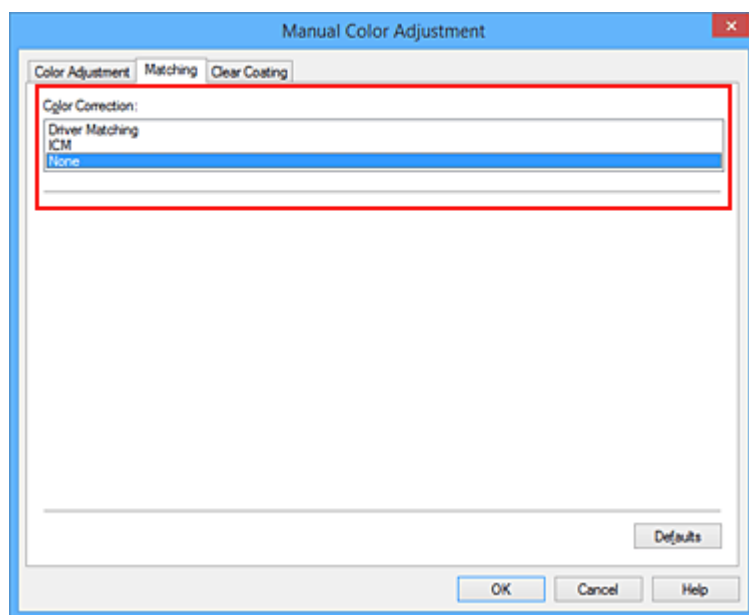 Manual Color Adjustment
Color Adjustment Matching Clear Coating
Color Correction:
Driver Matching
ICM
None
Defaults
OK Cancel Help